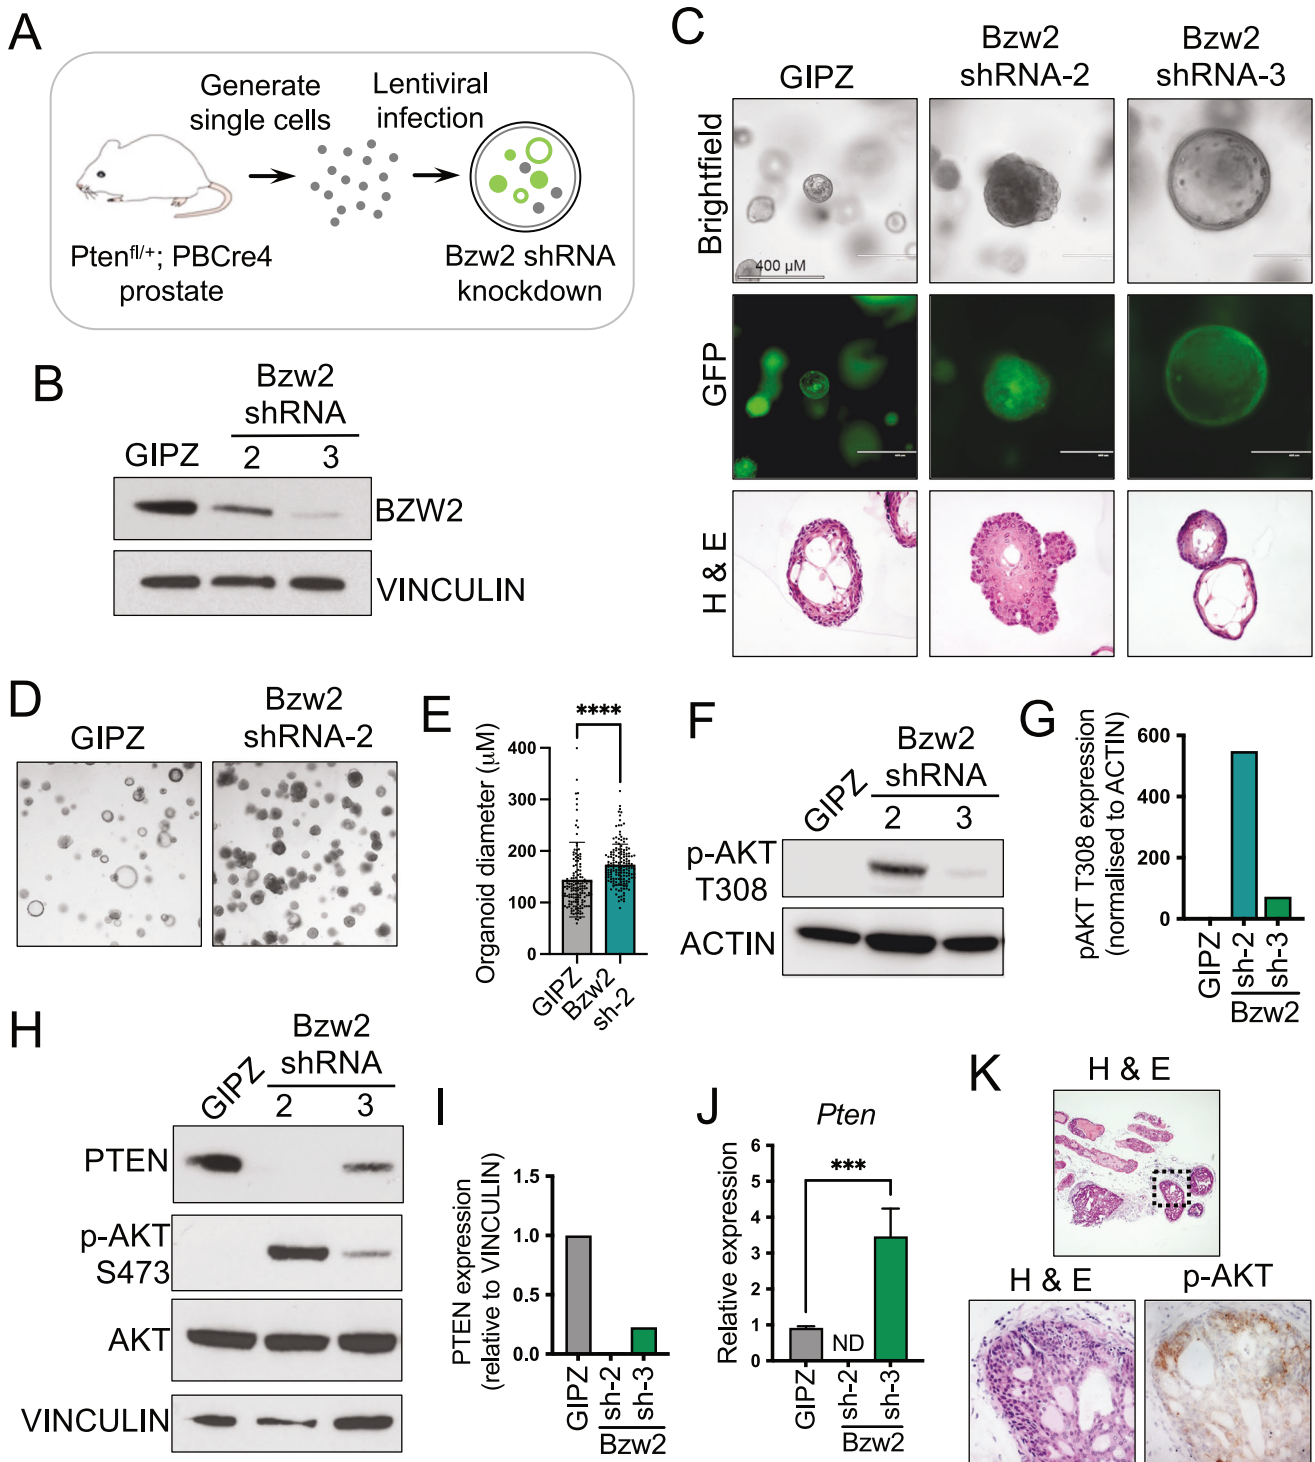 A
Generate
single cells
Lentiviral
infection
Pten^fl/+; PBCre4
prostate
Bzw2 shRNA
knockdown
B
Bzw2
shRNA
GIPZ
2
3
BZW2
VINCULIN
C
GIPZ
Bzw2
shRNA-2
Bzw2
shRNA-3
Brightfield
400 µM
GFP
H & E
D
GIPZ
Bzw2
shRNA-2
E
Organoid diameter (µM)
****
400
300
200
150
100
0
GIPZ
Bzw2
sh-2
F
Bzw2
shRNA
GIPZ
2
3
p-AKT
T308
ACTIN
G
pAKT T308 expression
(normalised to ACTIN)
600
400
200
0
GIPZ
sh-2
sh-3
Bzw2
H
Bzw2
shRNA
GIPZ
2
3
PTEN
p-AKT
S473
AKT
VINCULIN
I
PTEN expression
(relative to VINCULIN)
1.5
1.0
0.5
0.0
GIPZ
sh-2
sh-3
Bzw2
J
Pten
Relative expression
***
6
5
4
3
2
1
0
ND
GIPZ
sh-2
sh-3
Bzw2
K
H & E
H & E
p-AKT